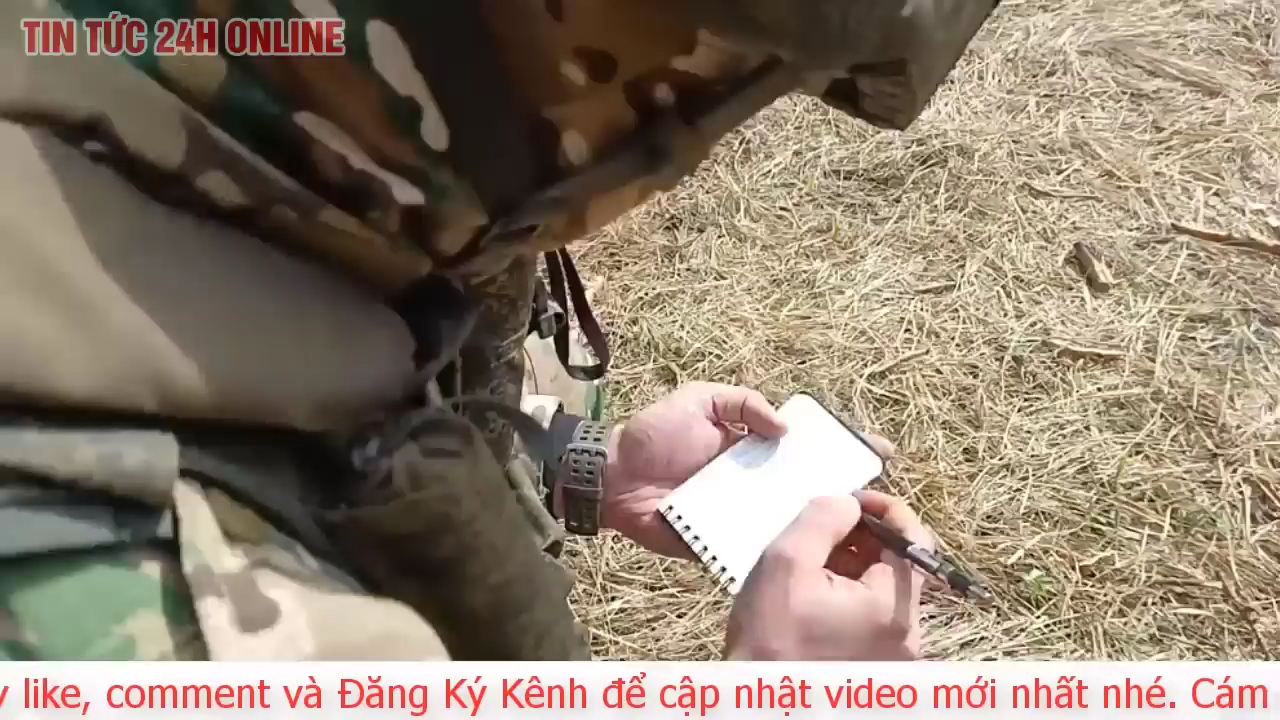 TIN TỨC 24H ONLINE
y like, comment và Đăng Ký Kênh để cập nhật video mới nhất nhé. Cám